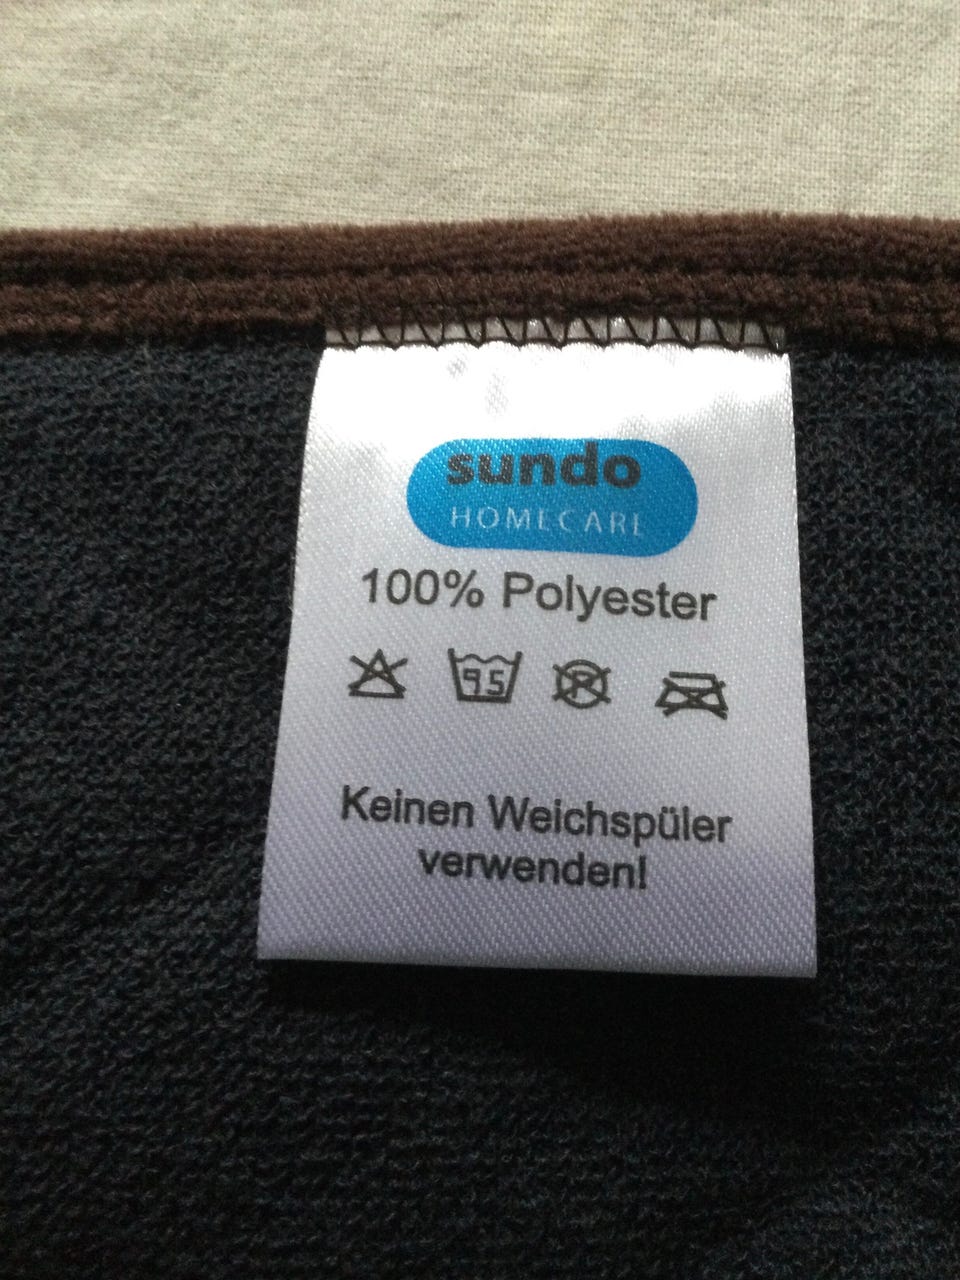 sundo
HOMECARE
100% Polyester
95 P
Keinen Weichspüler
verwenden!